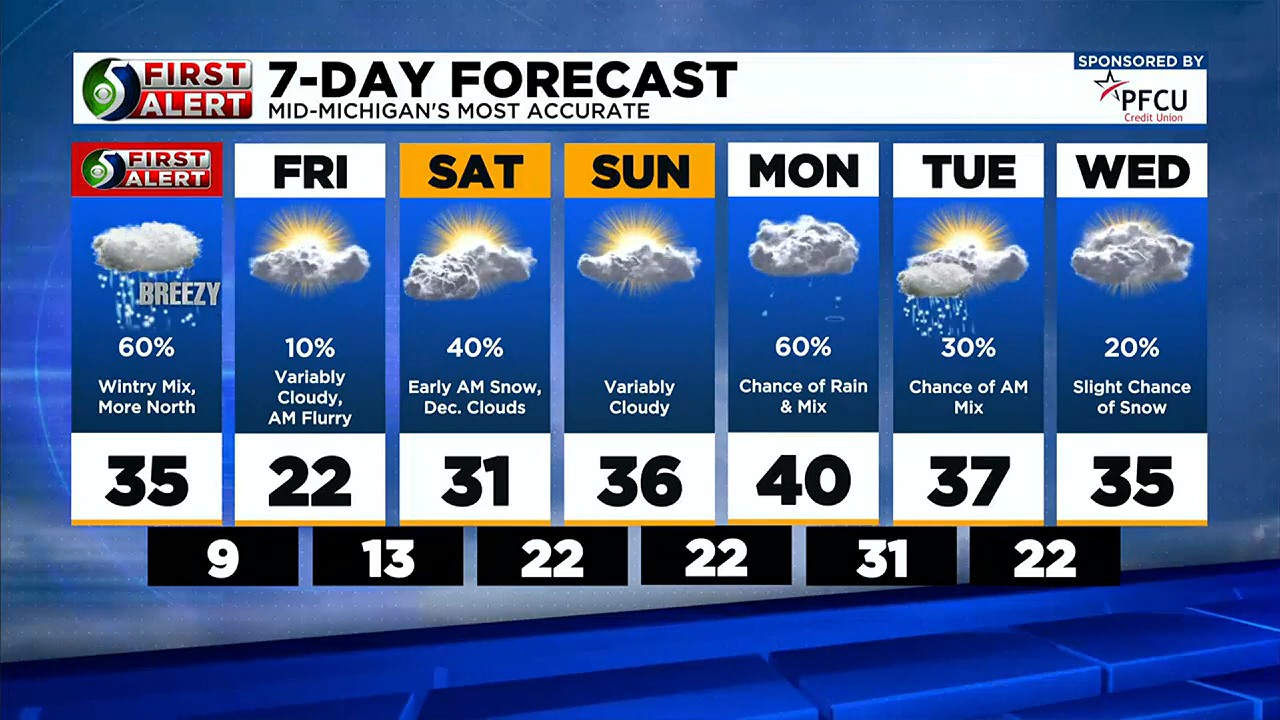 5 FIRST ALERT
7-DAY FORECAST
MID-MICHIGAN'S MOST ACCURATE
SPONSORED BY
PFCU
Credit Union
5 FIRST ALERT
BREEZY
60%
Wintry Mix,
More North
35
FRI
10%
Variably
Cloudy,
AM Flurry
22
SAT
40%
Early AM Snow,
Dec. Clouds
31
SUN
Variably
Cloudy
36
MON
60%
Chance of Rain
& Mix
40
TUE
30%
Chance of AM
Mix
37
WED
20%
Slight Chance
of Snow
35
9
13
22
22
31
22